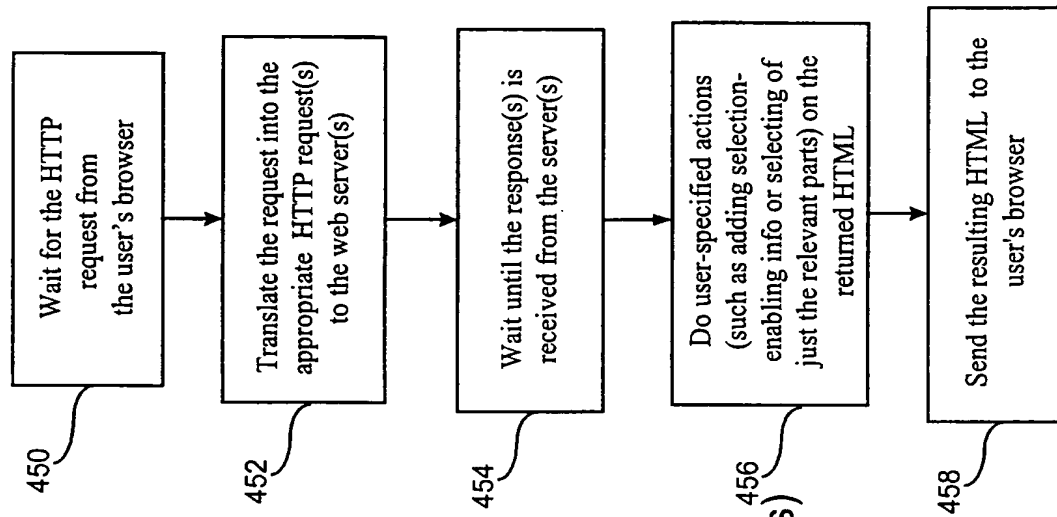 450
Wait for the HTTP
request from
the user's browser
452
Translate the request into the
appropriate HTTP request(s)
to the web server(s)
454
Wait until the response(s) is
received from the server(s)
456
Do user-specified actions
(such as adding selection-
enabling info or selecting of
just the relevant parts) on the
returned HTML
458
Send the resulting HTML to the
user's browser